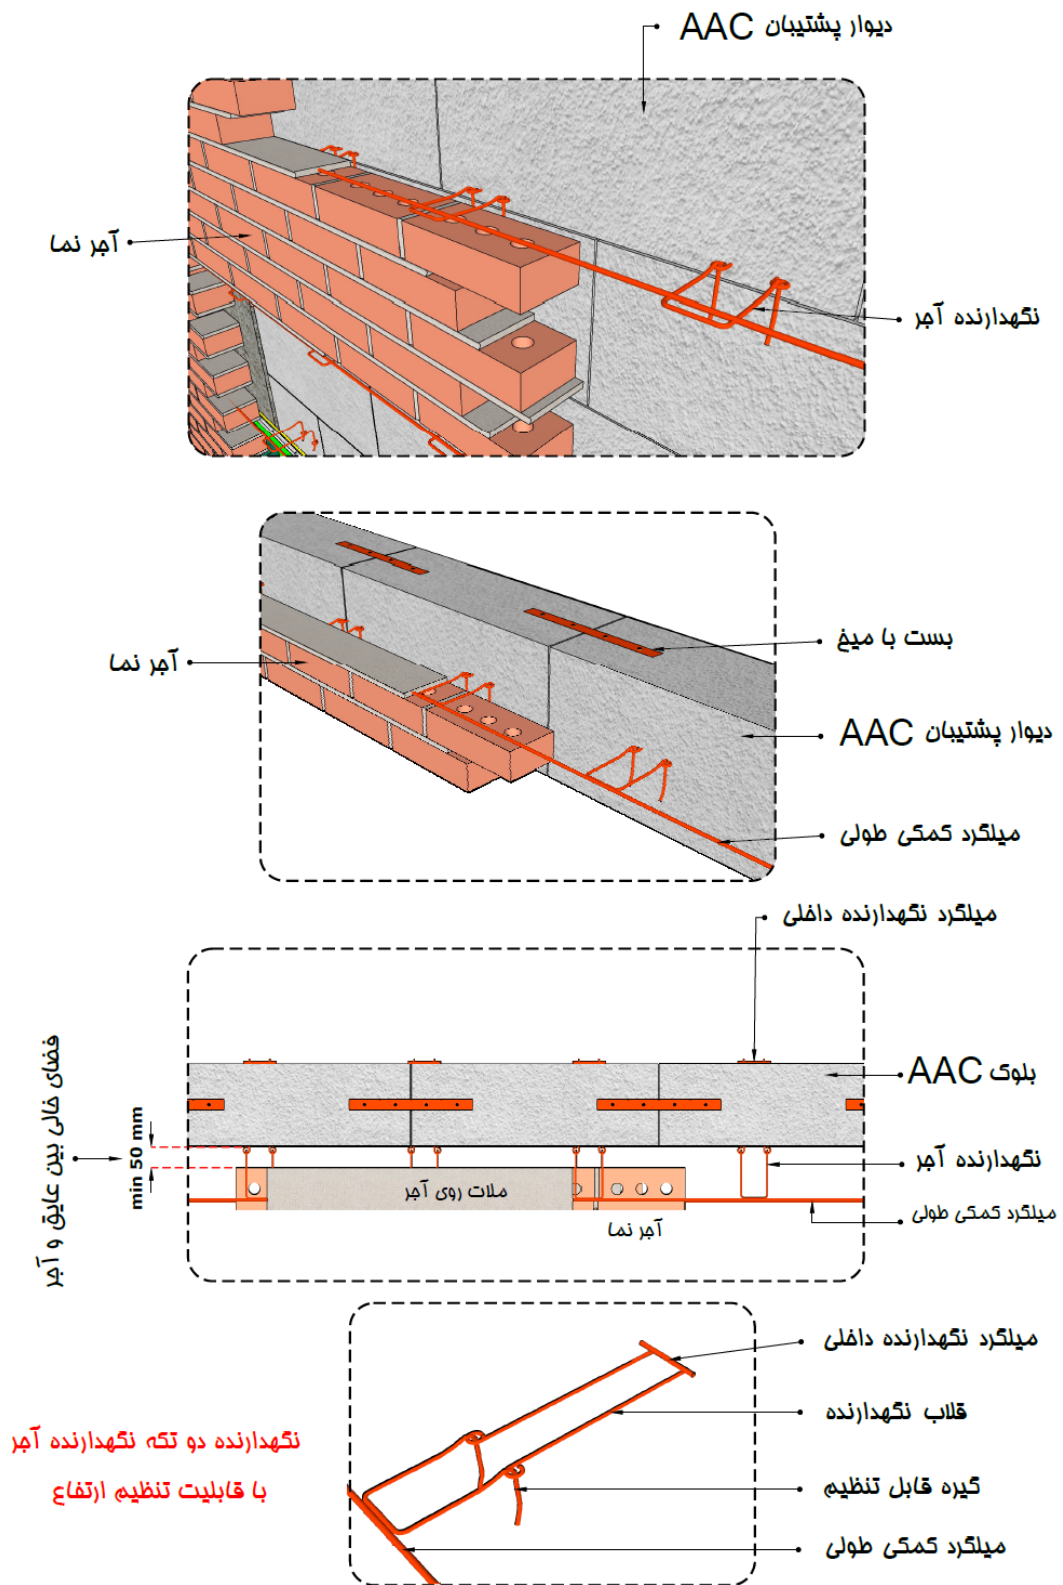 دیوار پشتیبان AAC
آجر نما
نگهدارنده آجر
بست با میخ
آجر نما
دیوار پشتیبان AAC
میلگرد کمکی طولی
میلگرد نگهدارنده داخلی
فضای خالی بین عایق و آجر
min 50 mm
بلوک AAC
نگهدارنده آجر
ملات روی آجر
میلگرد کمکی طولی
آجر نما
میلگرد نگهدارنده داخلی
قلاب نگهدارنده
نگهدارنده دو تکه نگهدارنده آجر
با قابلیت تنظیم ارتفاع
گیره قابل تنظیم
میلگرد کمکی طولی